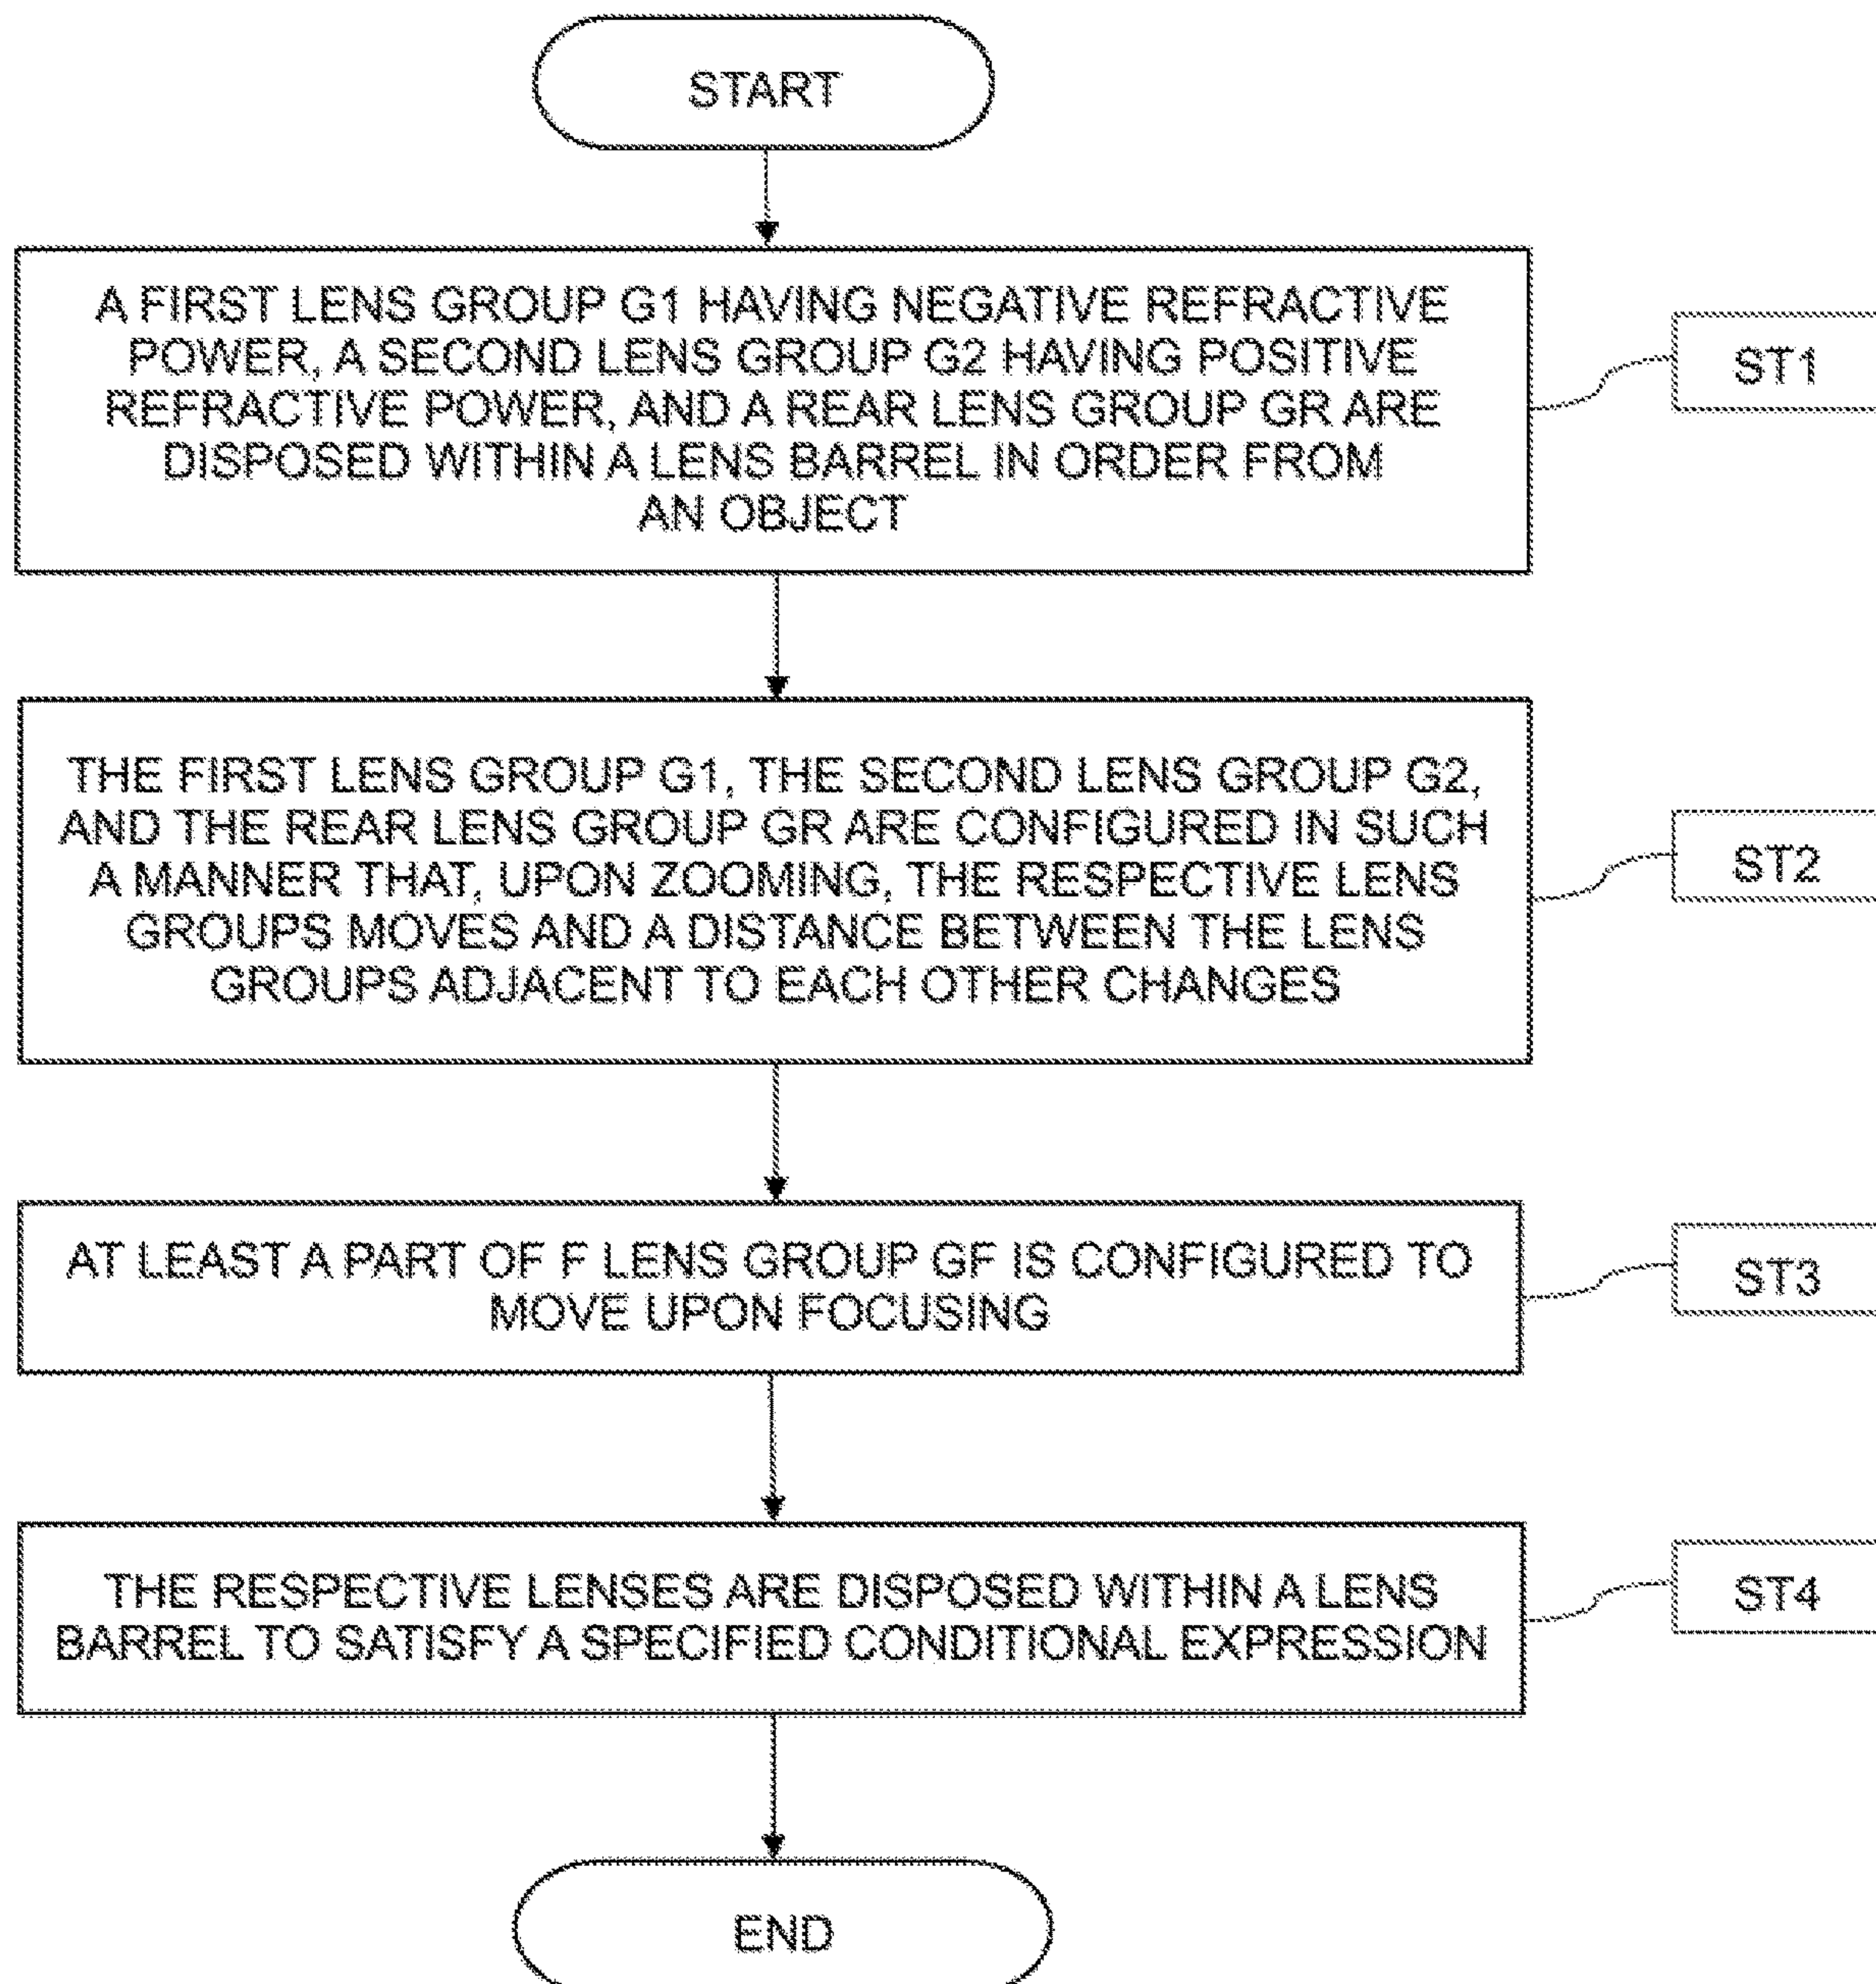 START
A FIRST LENS GROUP G1 HAVING NEGATIVE REFRACTIVE
POWER, A SECOND LENS GROUP G2 HAVING POSITIVE
REFRACTIVE POWER, AND A REAR LENS GROUP GR ARE
DISPOSED WITHIN A LENS BARREL IN ORDER FROM
AN OBJECT
ST1
THE FIRST LENS GROUP G1, THE SECOND LENS GROUP G2,
AND THE REAR LENS GROUP GR ARE CONFIGURED IN SUCH
A MANNER THAT, UPON ZOOMING, THE RESPECTIVE LENS
GROUPS MOVES AND A DISTANCE BETWEEN THE LENS
GROUPS ADJACENT TO EACH OTHER CHANGES
ST2
AT LEAST A PART OF F LENS GROUP GF IS CONFIGURED TO
MOVE UPON FOCUSING
ST3
THE RESPECTIVE LENSES ARE DISPOSED WITHIN A LENS
BARREL TO SATISFY A SPECIFIED CONDITIONAL EXPRESSION
ST4
END